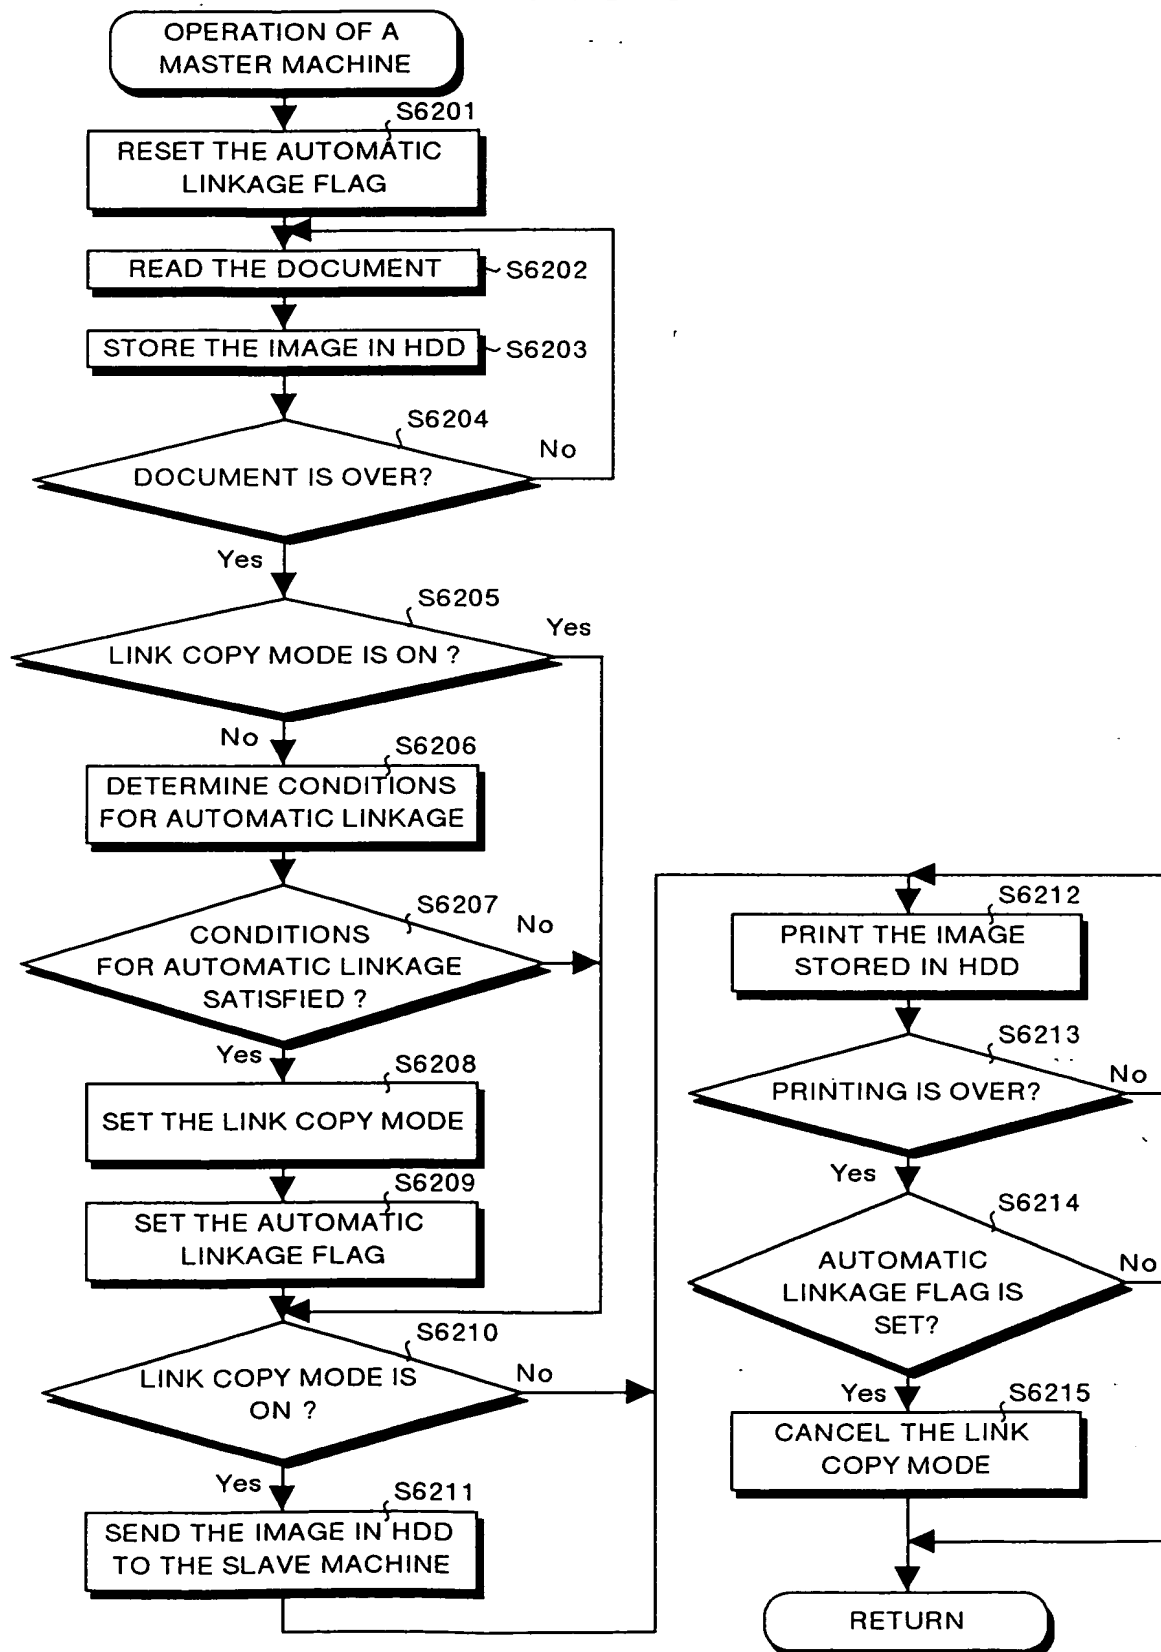 OPERATION OF A
MASTER MACHINE
S6201
RESET THE AUTOMATIC
LINKAGE FLAG
READ THE DOCUMENT
S6202
STORE THE IMAGE IN HDD
S6203
S6204
DOCUMENT IS OVER?
No
Yes
S6205
LINK COPY MODE IS ON ?
Yes
No
S6206
DETERMINE CONDITIONS
FOR AUTOMATIC LINKAGE
S6207
CONDITIONS
FOR AUTOMATIC LINKAGE
SATISFIED ?
No
Yes
S6208
SET THE LINK COPY MODE
S6209
SET THE AUTOMATIC
LINKAGE FLAG
S6210
LINK COPY MODE IS
ON ?
No
Yes
S6211
SEND THE IMAGE IN HDD
TO THE SLAVE MACHINE
S6212
PRINT THE IMAGE
STORED IN HDD
S6213
PRINTING IS OVER?
No
Yes
S6214
AUTOMATIC
LINKAGE FLAG IS
SET?
No
Yes
S6215
CANCEL THE LINK
COPY MODE
RETURN